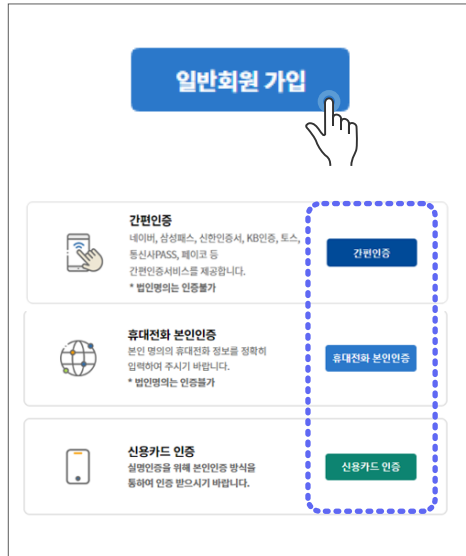 일반회원 가입
간편인증
네이버, 삼성패스, 신한인증서, KB인증, 토스,
통신사PASS, 페이코 등
간편인증서비스를 제공합니다.
* 법인명의는 인증불가
간편인증
휴대전화 본인인증
본인 명의의 휴대전화 정보를 정확히
입력하여 주시기 바랍니다.
* 법인명의는 인증불가
휴대전화 본인인증
신용카드 인증
실명인증을 위해 본인인증 방식을
통하여 인증 받으시기 바랍니다.
신용카드 인증